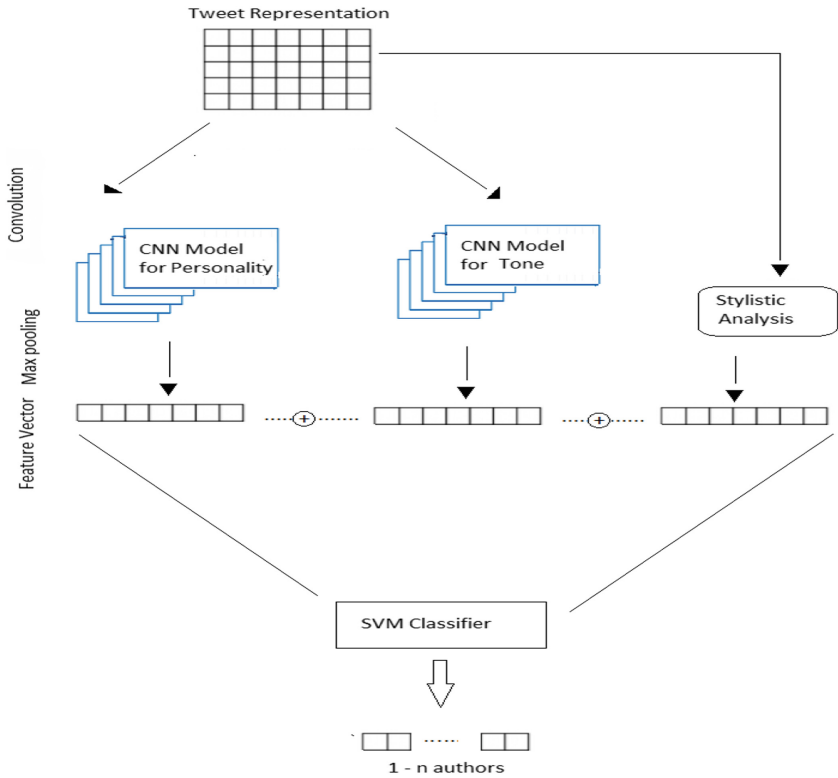 Tweet Representation
Convolution
CNN Model
for Personality
CNN Model
for Tone
Stylistic
Analysis
Max pooling
Feature Vector
+
+
SVM Classifier
1 - n authors